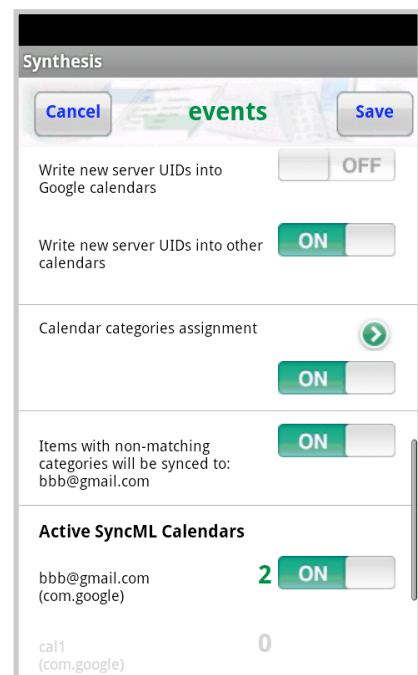 Synthesis
Cancel
events
Save
Write new server UIDs into
Google calendars
OFF
Write new server UIDs into other
calendars
ON
Calendar categories assignment
ON
Items with non-matching
categories will be synced to:
bbb@gmail.com
ON
Active SyncML Calendars
bbb@gmail.com
(com.google)
2
ON
cal1
(com.google)
0